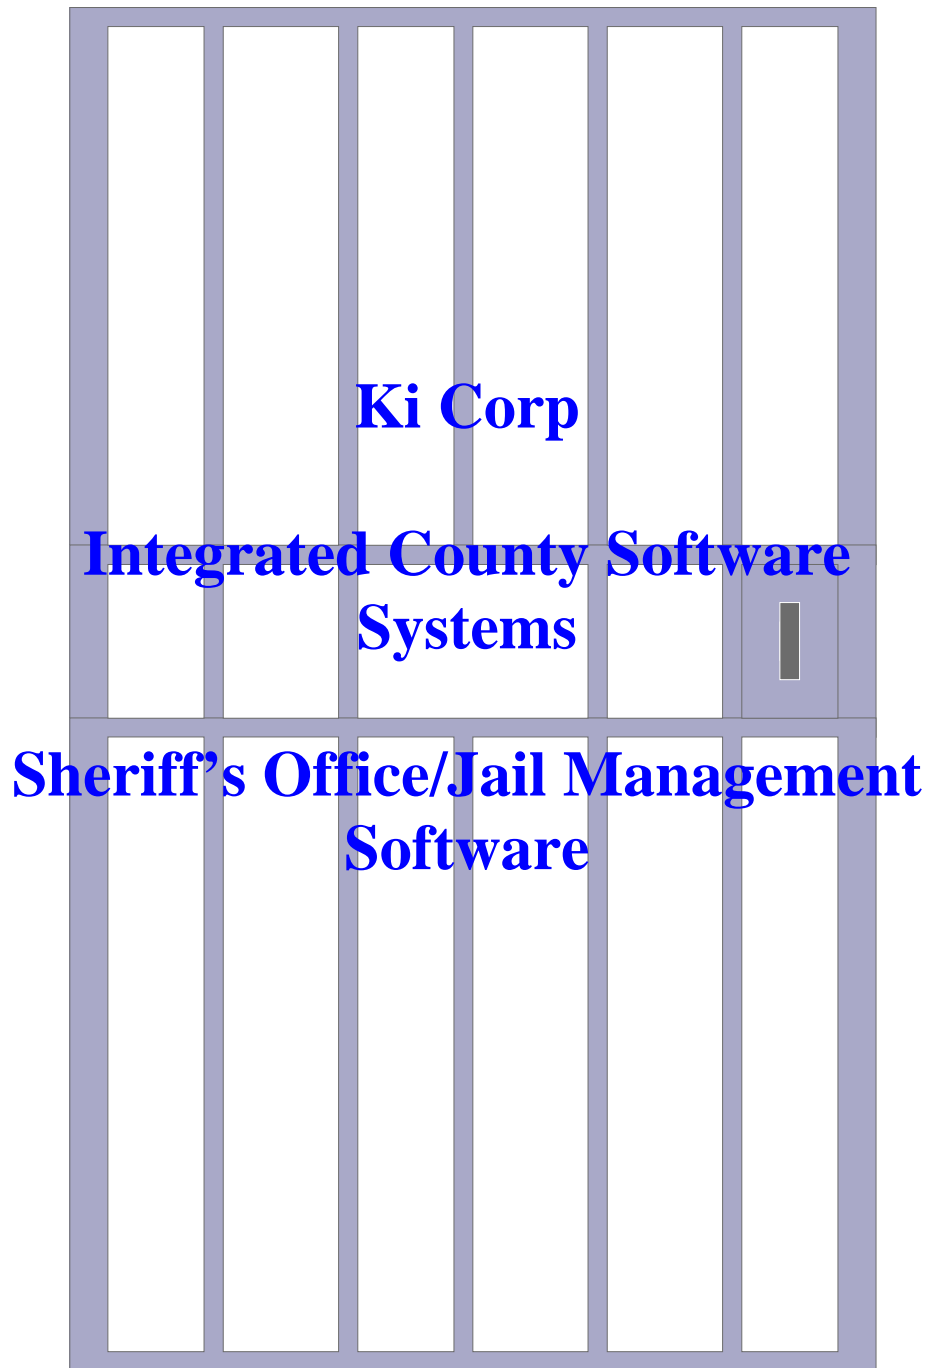 Ki Corp
Integrated County Software
Systems
Sheriff’s Office/Jail Management
Software